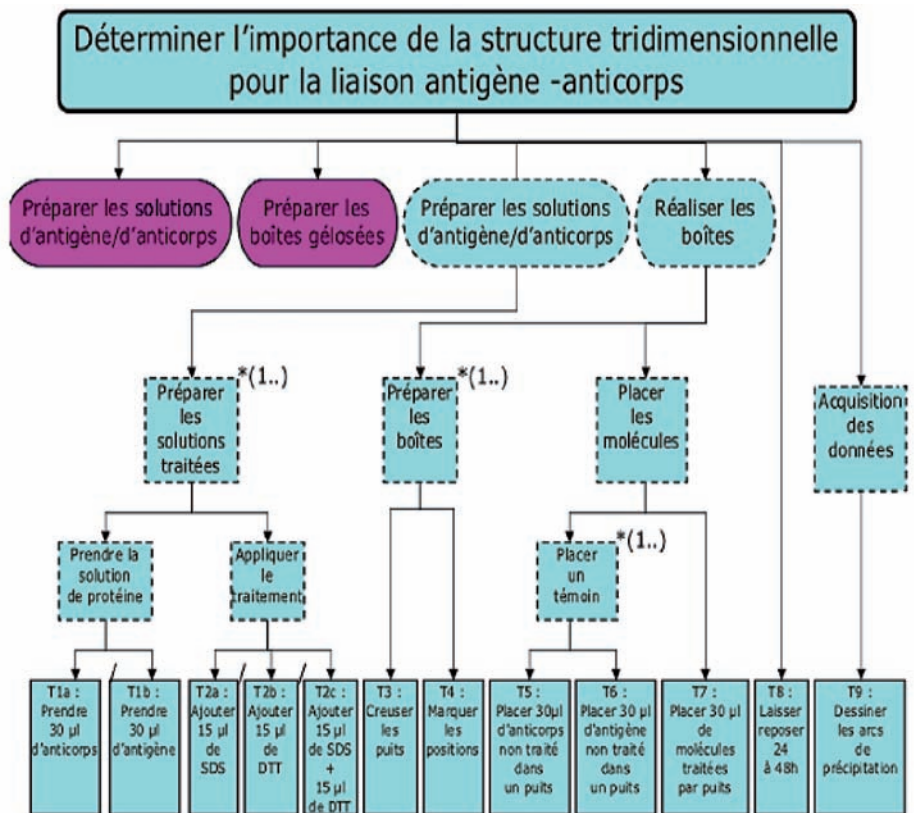 Déterminer l'importance de la structure tridimensionnelle
pour la liaison antigène -anticorps
Préparer les solutions
d'antigène/d'anticorps
Préparer les
boîtes gélosées
Préparer les solutions
d'antigène/d'anticorps
Réaliser les
boîtes
*(1..)
Préparer
les
solutions
traitées
*(1..)
Préparer
les
boîtes
Placer
les
molécules
Acquisition
des
données
Prendre la
solution
de protéine
Appliquer
le
traitement
*(1..)
Placer
un
témoin
T1a :
Prendre
30 µl
d'anticorps
/
T1b :
Prendre
30 µl
d'antigène
T2a :
Ajouter
15 µl
de
SDS
/
T2b :
Ajouter
15 µl
de
DTT
/
T2c :
Ajouter
15 µl
de SDS
+
15 µl
de DTT
T3 :
Creuser
les
puits
T4 :
Marquer
les
positions
T5 :
Placer 30µl
d'anticorps
non traité
dans
un puits
T6 :
Placer 30 µl
d'antigène
non traité
dans
un puits
T7 :
Placer 30 µl
de
molécules
traitées
par puits
T8 :
Laisser
reposer
24
à 48h
T9 :
Dessiner
les arcs
de
précipitation